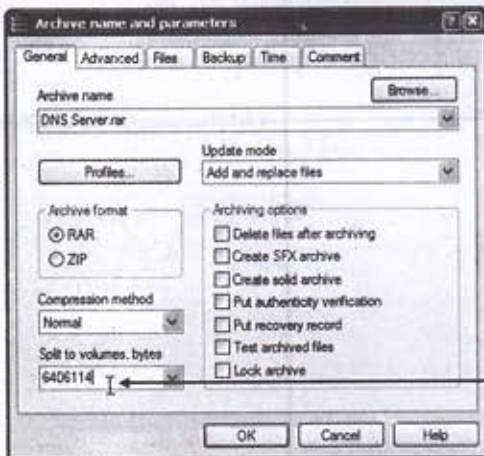 Archive name and parameters
General Advanced Files Backup Time Comment
Archive name
Browse...
DNS Server.rar
Update mode
Profiles...
Add and replace files
Archive format
RAR
ZIP
Archiving options
Delete files after archiving
Create SFX archive
Create solid archive
Put authenticity verification
Put recovery record
Test archived files
Lock archive
Compression method
Normal
Split to volumes, bytes
6406114
OK Cancel Help